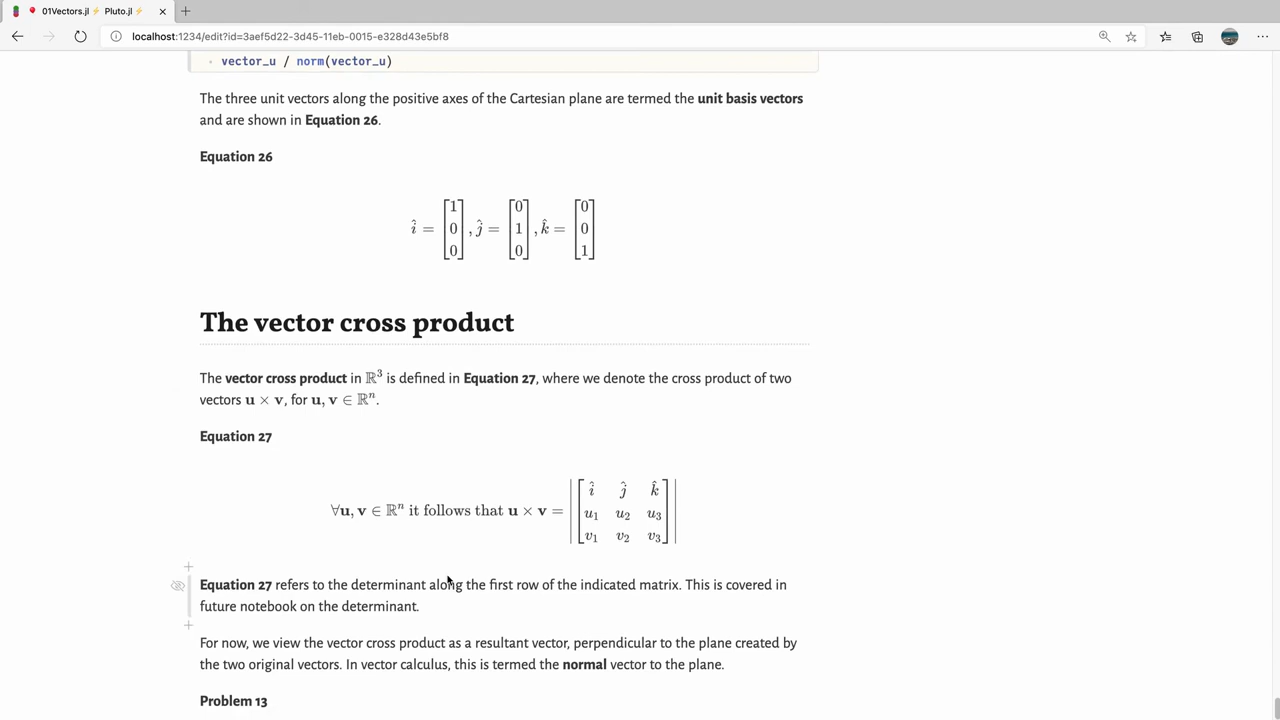 01Vectors.jl⚡ Pluto.jl⚡
localhost:1234/edit?id=3aef5d22-3d45-11eb-0015-e328d43e5bf8
vector_u / norm(vector_u)
The three unit vectors along the positive axes of the Cartesian plane are termed the unit basis vectors
and are shown in Equation 26.
Equation 26
î = [1 0 0], ĵ = [0 1 0], k̂ = [0 0 1]
The vector cross product
The vector cross product in ℝ³ is defined in Equation 27, where we denote the cross product of two
vectors u × v, for u, v ∈ ℝⁿ.
Equation 27
∀u, v ∈ ℝⁿ it follows that u × v = |[î ĵ k̂
u₁ u₂ u₃
v₁ v₂ v₃]|
Equation 27 refers to the determinant along the first row of the indicated matrix. This is covered in
future notebook on the determinant.
For now, we view the vector cross product as a resultant vector, perpendicular to the plane created by
the two original vectors. In vector calculus, this is termed the normal vector to the plane.
Problem 13